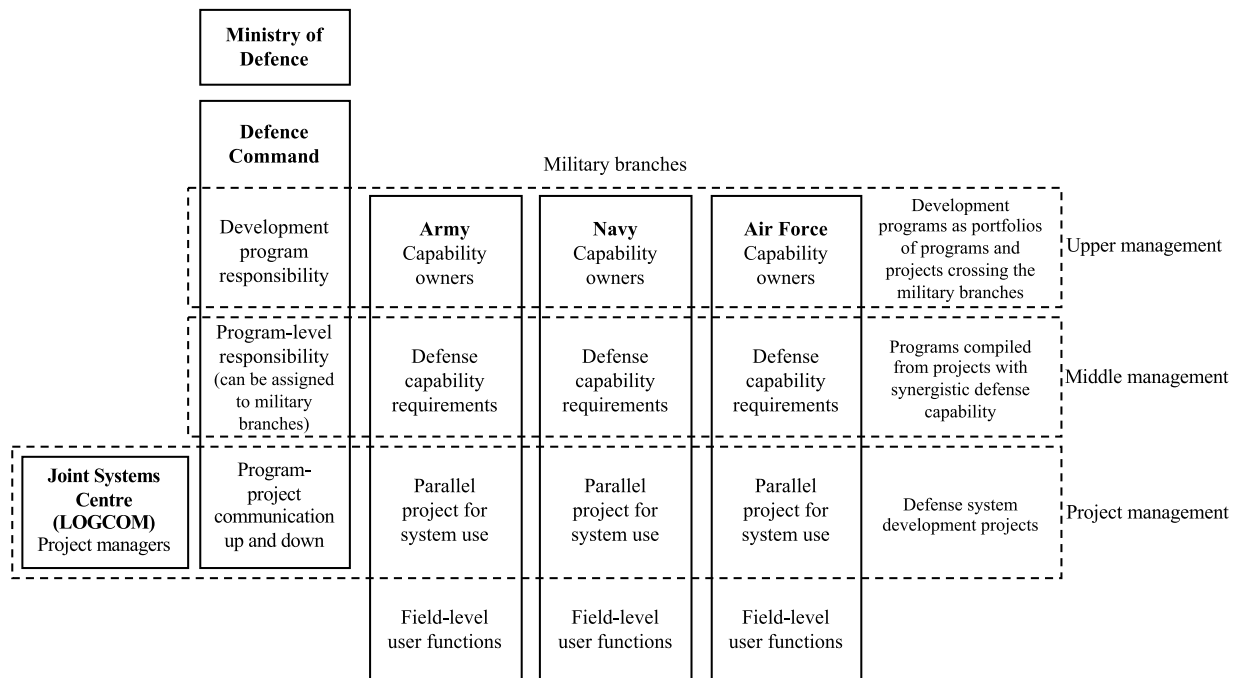 Ministry of
Defence
Defence
Command
Military branches
Development
program
responsibility
Army
Capability
owners
Navy
Capability
owners
Air Force
Capability
owners
Development
programs as portfolios
of programs and
projects crossing the
military branches
Upper management
Program-level
responsibility
(can be assigned
to military
branches)
Defense
capability
requirements
Defense
capability
requirements
Defense
capability
requirements
Programs compiled
from projects with
synergistic defense
capability
Middle management
Joint Systems
Centre
(LOGCOM)
Project managers
Program-
project
communication
up and down
Parallel
project for
system use
Parallel
project for
system use
Parallel
project for
system use
Defense system
development projects
Project management
Field-level
user functions
Field-level
user functions
Field-level
user functions